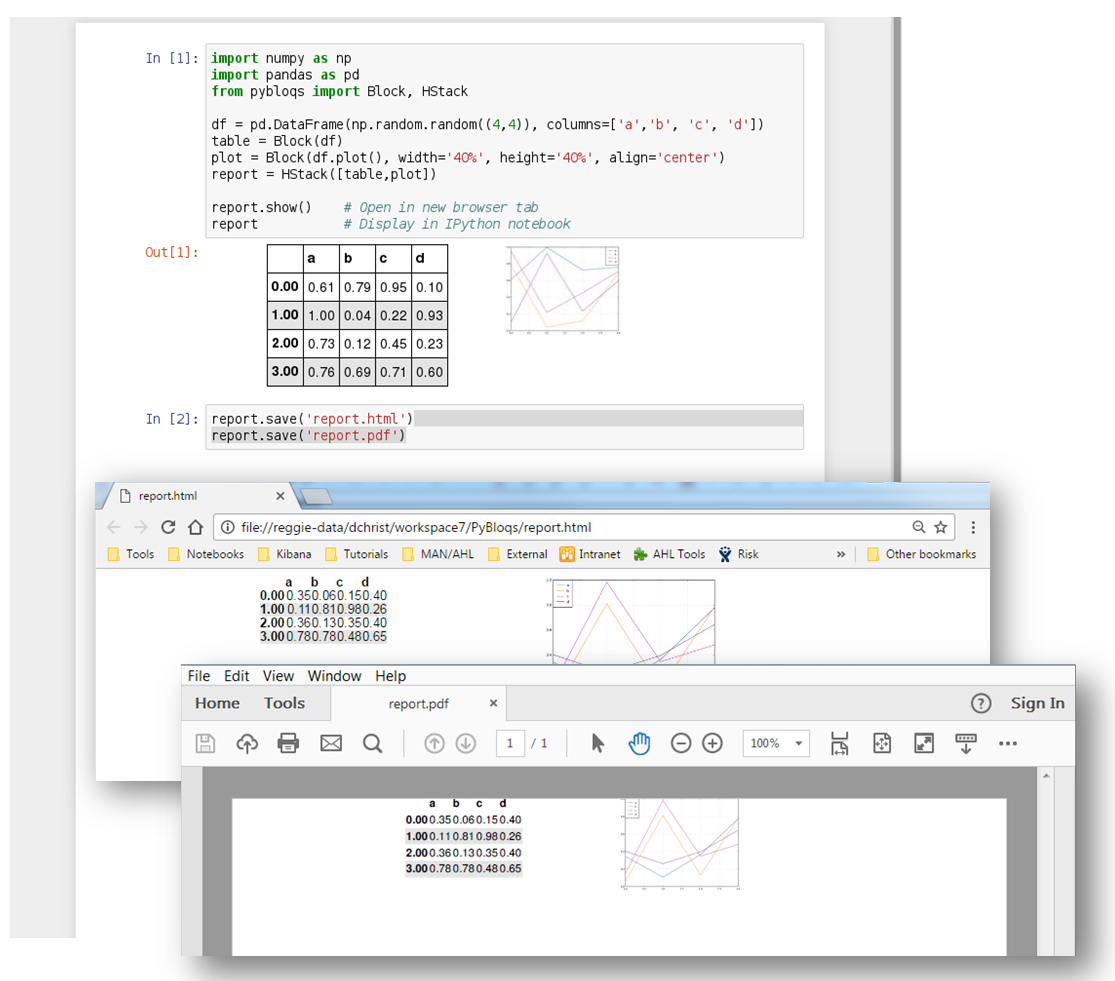 In [1]: import numpy as np
import pandas as pd
from pybloqs import Block, HStack
df = pd.DataFrame(np.random.random((4,4)), columns=['a','b', 'c', 'd'])
table = Block(df)
plot = Block(df.plot(), width='40%', height='40%', align='center')
report = HStack([table,plot])
report.show()    # Open in new browser tab
report           # Display in IPython notebook
Out[1]:
a b c d
0.00 0.61 0.79 0.95 0.10
1.00 1.00 0.04 0.22 0.93
2.00 0.73 0.12 0.45 0.23
3.00 0.76 0.69 0.71 0.60
In [2]: report.save('report.html')
report.save('report.pdf')
report.html
file://reggie-data/dchrist/workspace7/PyBloqs/report.html
Tools Notebooks Kibana Tutorials MAN/AHL External Intranet AHL Tools Risk » Other bookmarks
a b c d
0.00 0.35 0.06 0.15 0.40
1.00 0.11 0.81 0.98 0.26
2.00 0.36 0.13 0.35 0.40
3.00 0.78 0.78 0.48 0.65
File Edit View Window Help
Home Tools report.pdf × ? Sign In
1 / 1 100%
a b c d
0.00 0.35 0.06 0.15 0.40
1.00 0.11 0.81 0.98 0.26
2.00 0.36 0.13 0.35 0.40
3.00 0.78 0.78 0.48 0.65